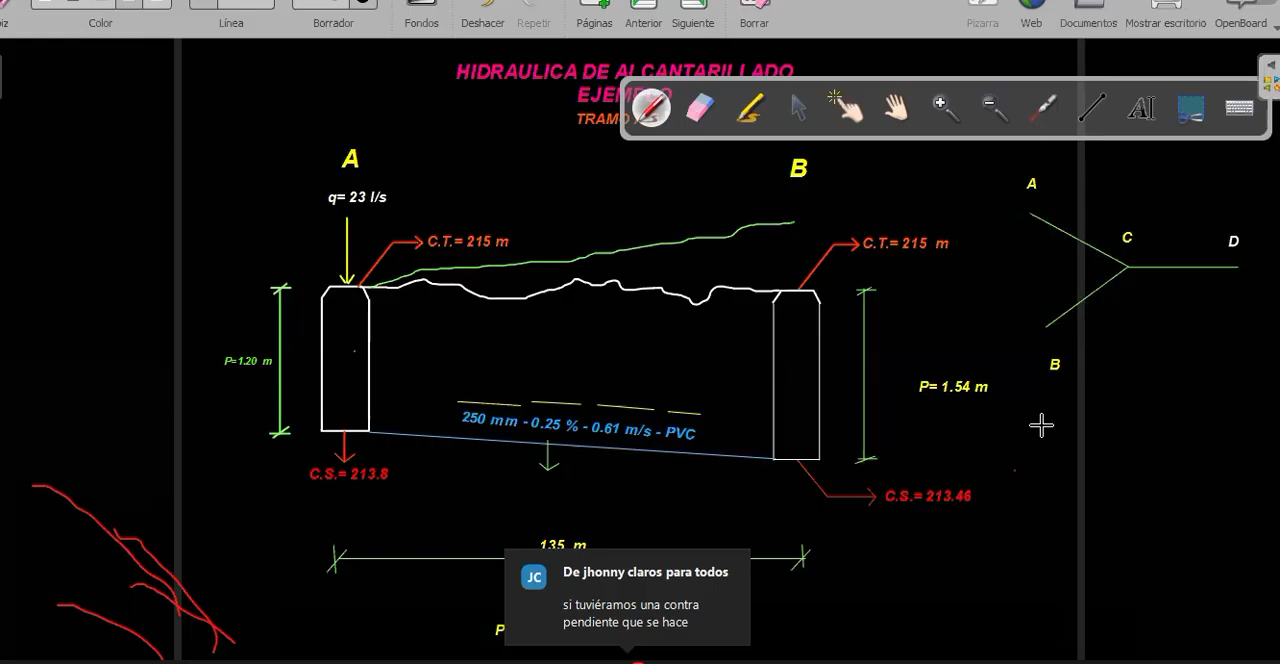 Color
Línea
Borrador
Fondos
Deshacer
Repetir
Páginas
Anterior
Siguiente
Borrar
Pizarra
Web
Documentos
Mostrar escritorio
OpenBoard
HIDRAULICA DE ALCANTARILLADO
TRAMO
A
B
q= 23 l/s
C.T.= 215 m
C.T.= 215 m
A
C
D
B
P=1.20 m
P= 1.54 m
250 mm - 0.25 % - 0.61 m/s - PVC
C.S.= 213.8
C.S.= 213.46
135 m
JC
De jhonny claros para todos
si tuviéramos una contra
pendiente que se hace
P